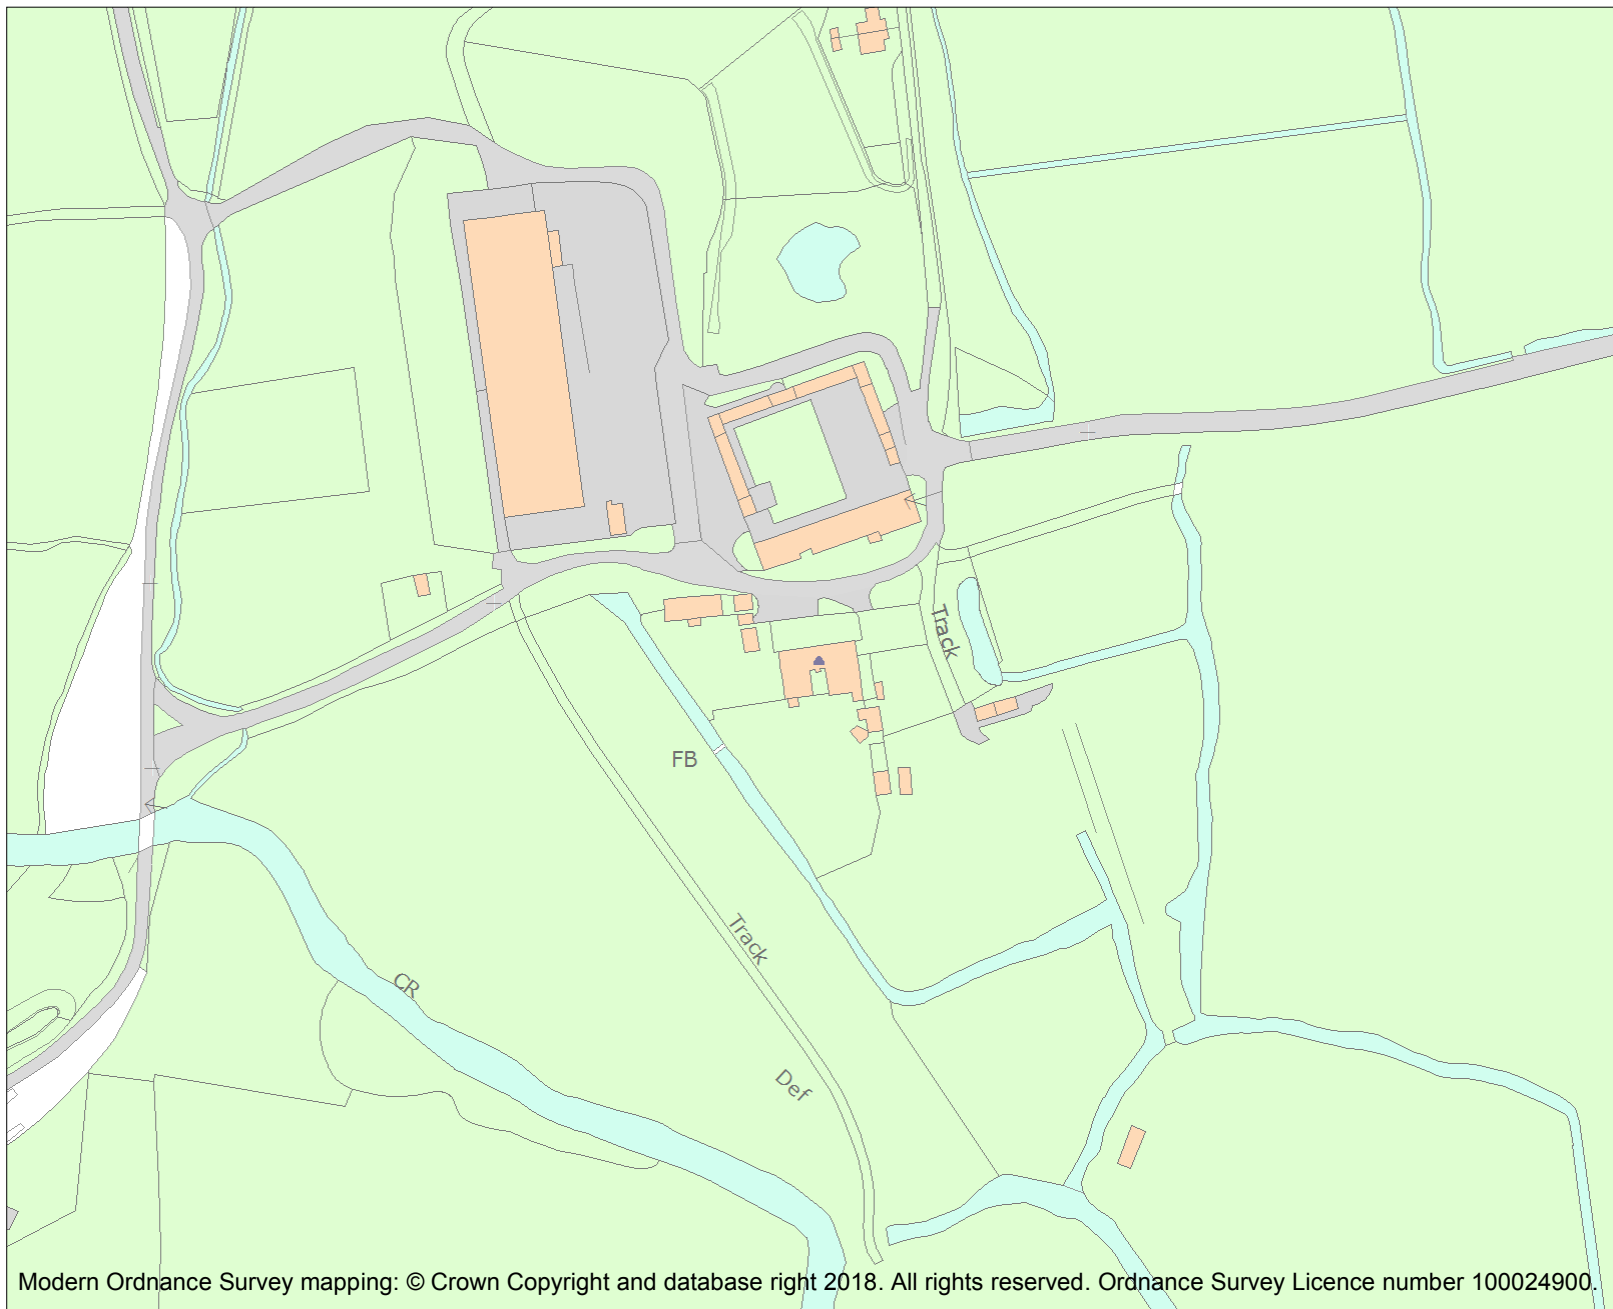 Track
FB
Track
CR
Def
Modern Ordnance Survey mapping: © Crown Copyright and database right 2018. All rights reserved. Ordnance Survey Licence number 100024900.